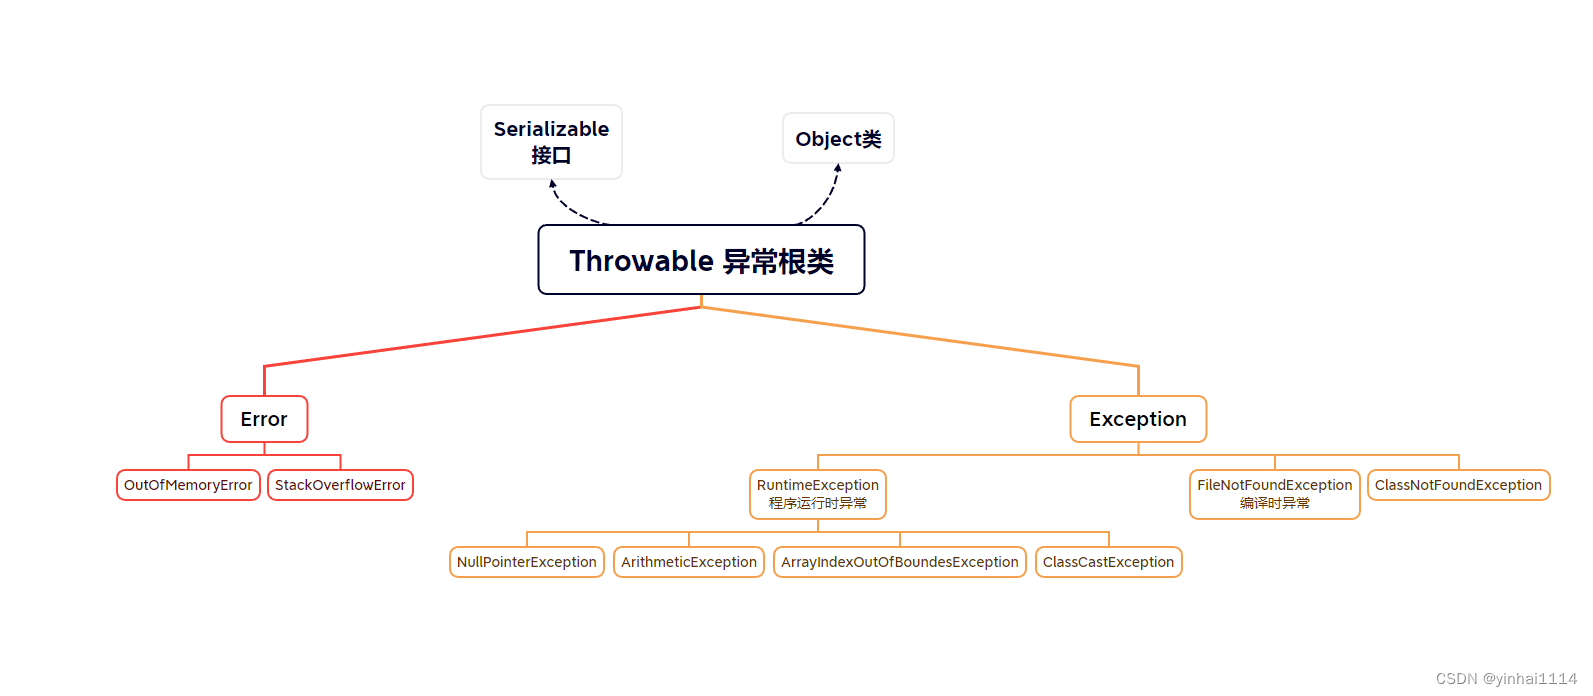 Serializable
接口
Object类
Throwable 异常根类
Error
Exception
OutOfMemoryError
StackOverflowError
RuntimeException
程序运行时异常
FileNotFoundException
编译时异常
ClassNotFoundException
NullPointerException
ArithmeticException
ArrayIndexOutOfBoundesException
ClassCastException
CSDN @yinhai1114